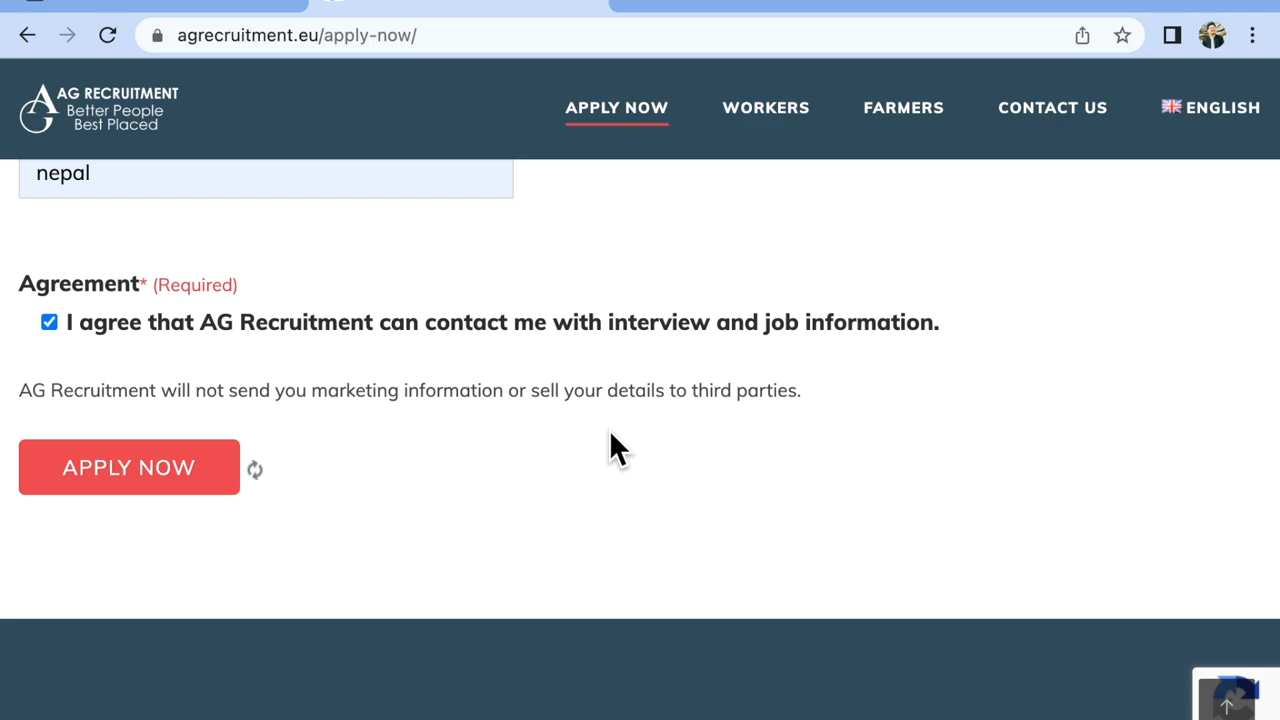 agrecruitment.eu/apply-now/
AG RECRUITMENT
Better People
Best Placed
APPLY NOW
WORKERS
FARMERS
CONTACT US
ENGLISH
nepal
Agreement* (Required)
I agree that AG Recruitment can contact me with interview and job information.
AG Recruitment will not send you marketing information or sell your details to third parties.
APPLY NOW